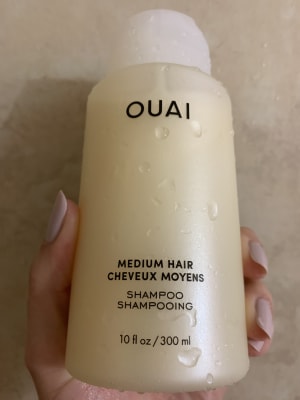 OUAI
MEDIUM HAIR
CHEVEUX MOYENS
SHAMPOO
SHAMPOOING
10 fl oz / 300 ml